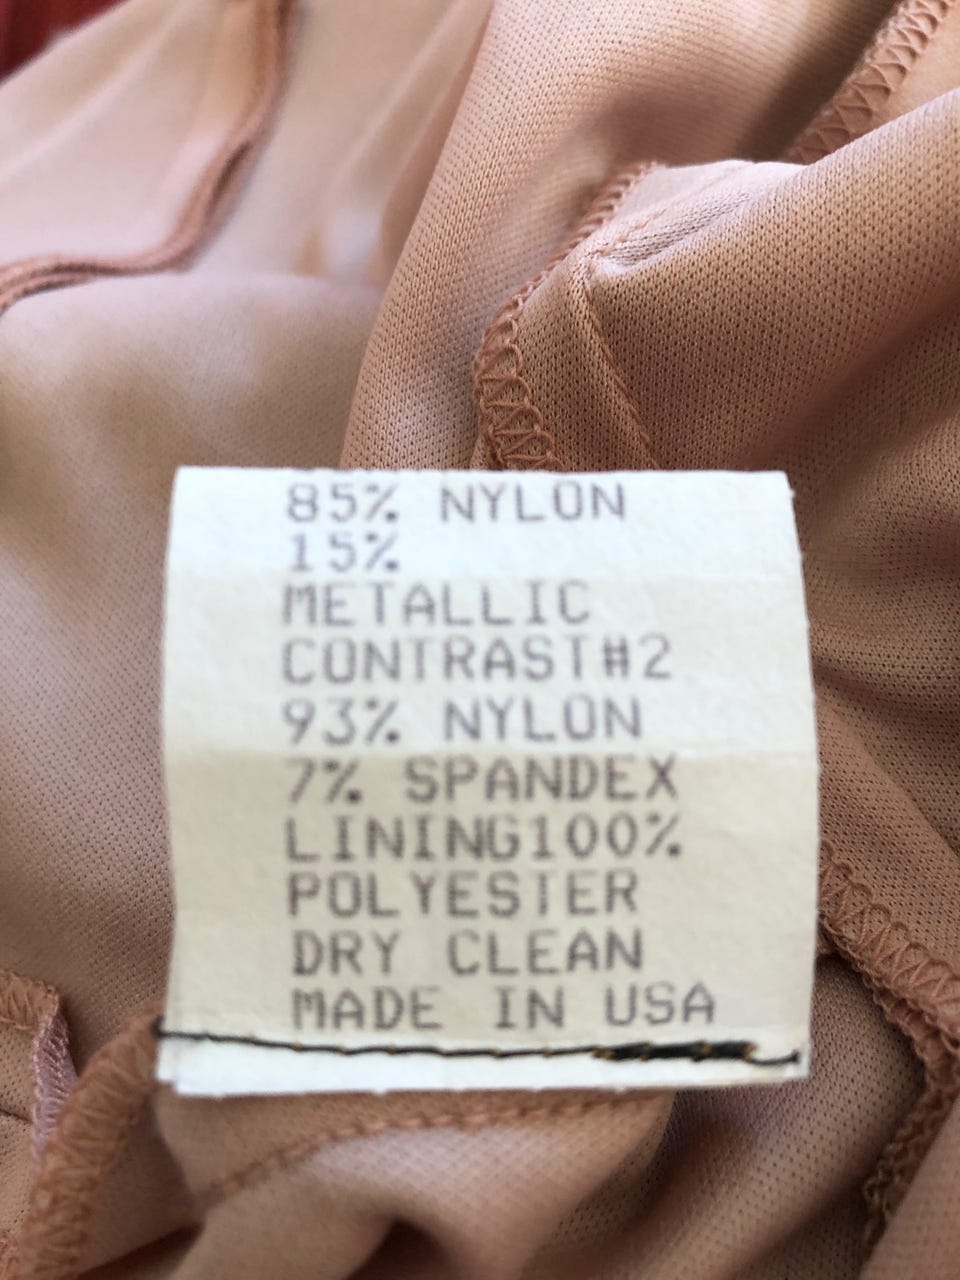 85% NYLON
15%
METALLIC
CONTRAST#2
93% NYLON
7% SPANDEX
LINING100%
POLYESTER
DRY CLEAN
MADE IN USA